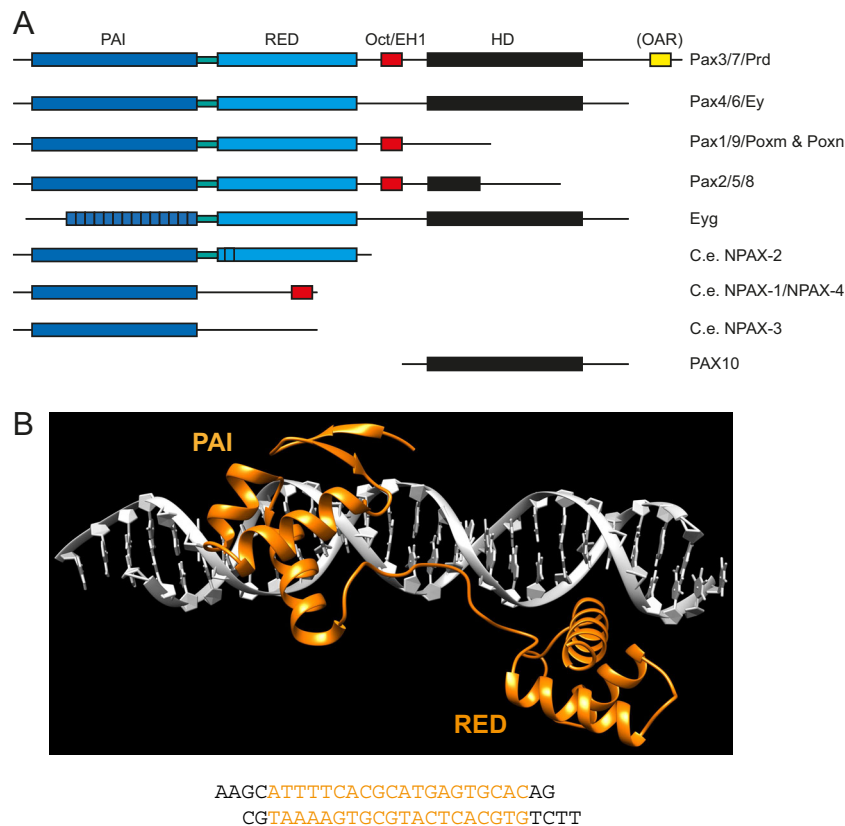 A
PAI RED Oct/EH1 HD (OAR)
Pax3/7/Prd
Pax4/6/Ey
Pax1/9/Poxm & Poxn
Pax2/5/8
Eyg
C.e. NPAX-2
C.e. NPAX-1/NPAX-4
C.e. NPAX-3
PAX10
B
PAI
RED
AAGCATTTTCACGCATGAGTGCACAG
CGTAAAAGTGCGTACTCACGTGTCTT